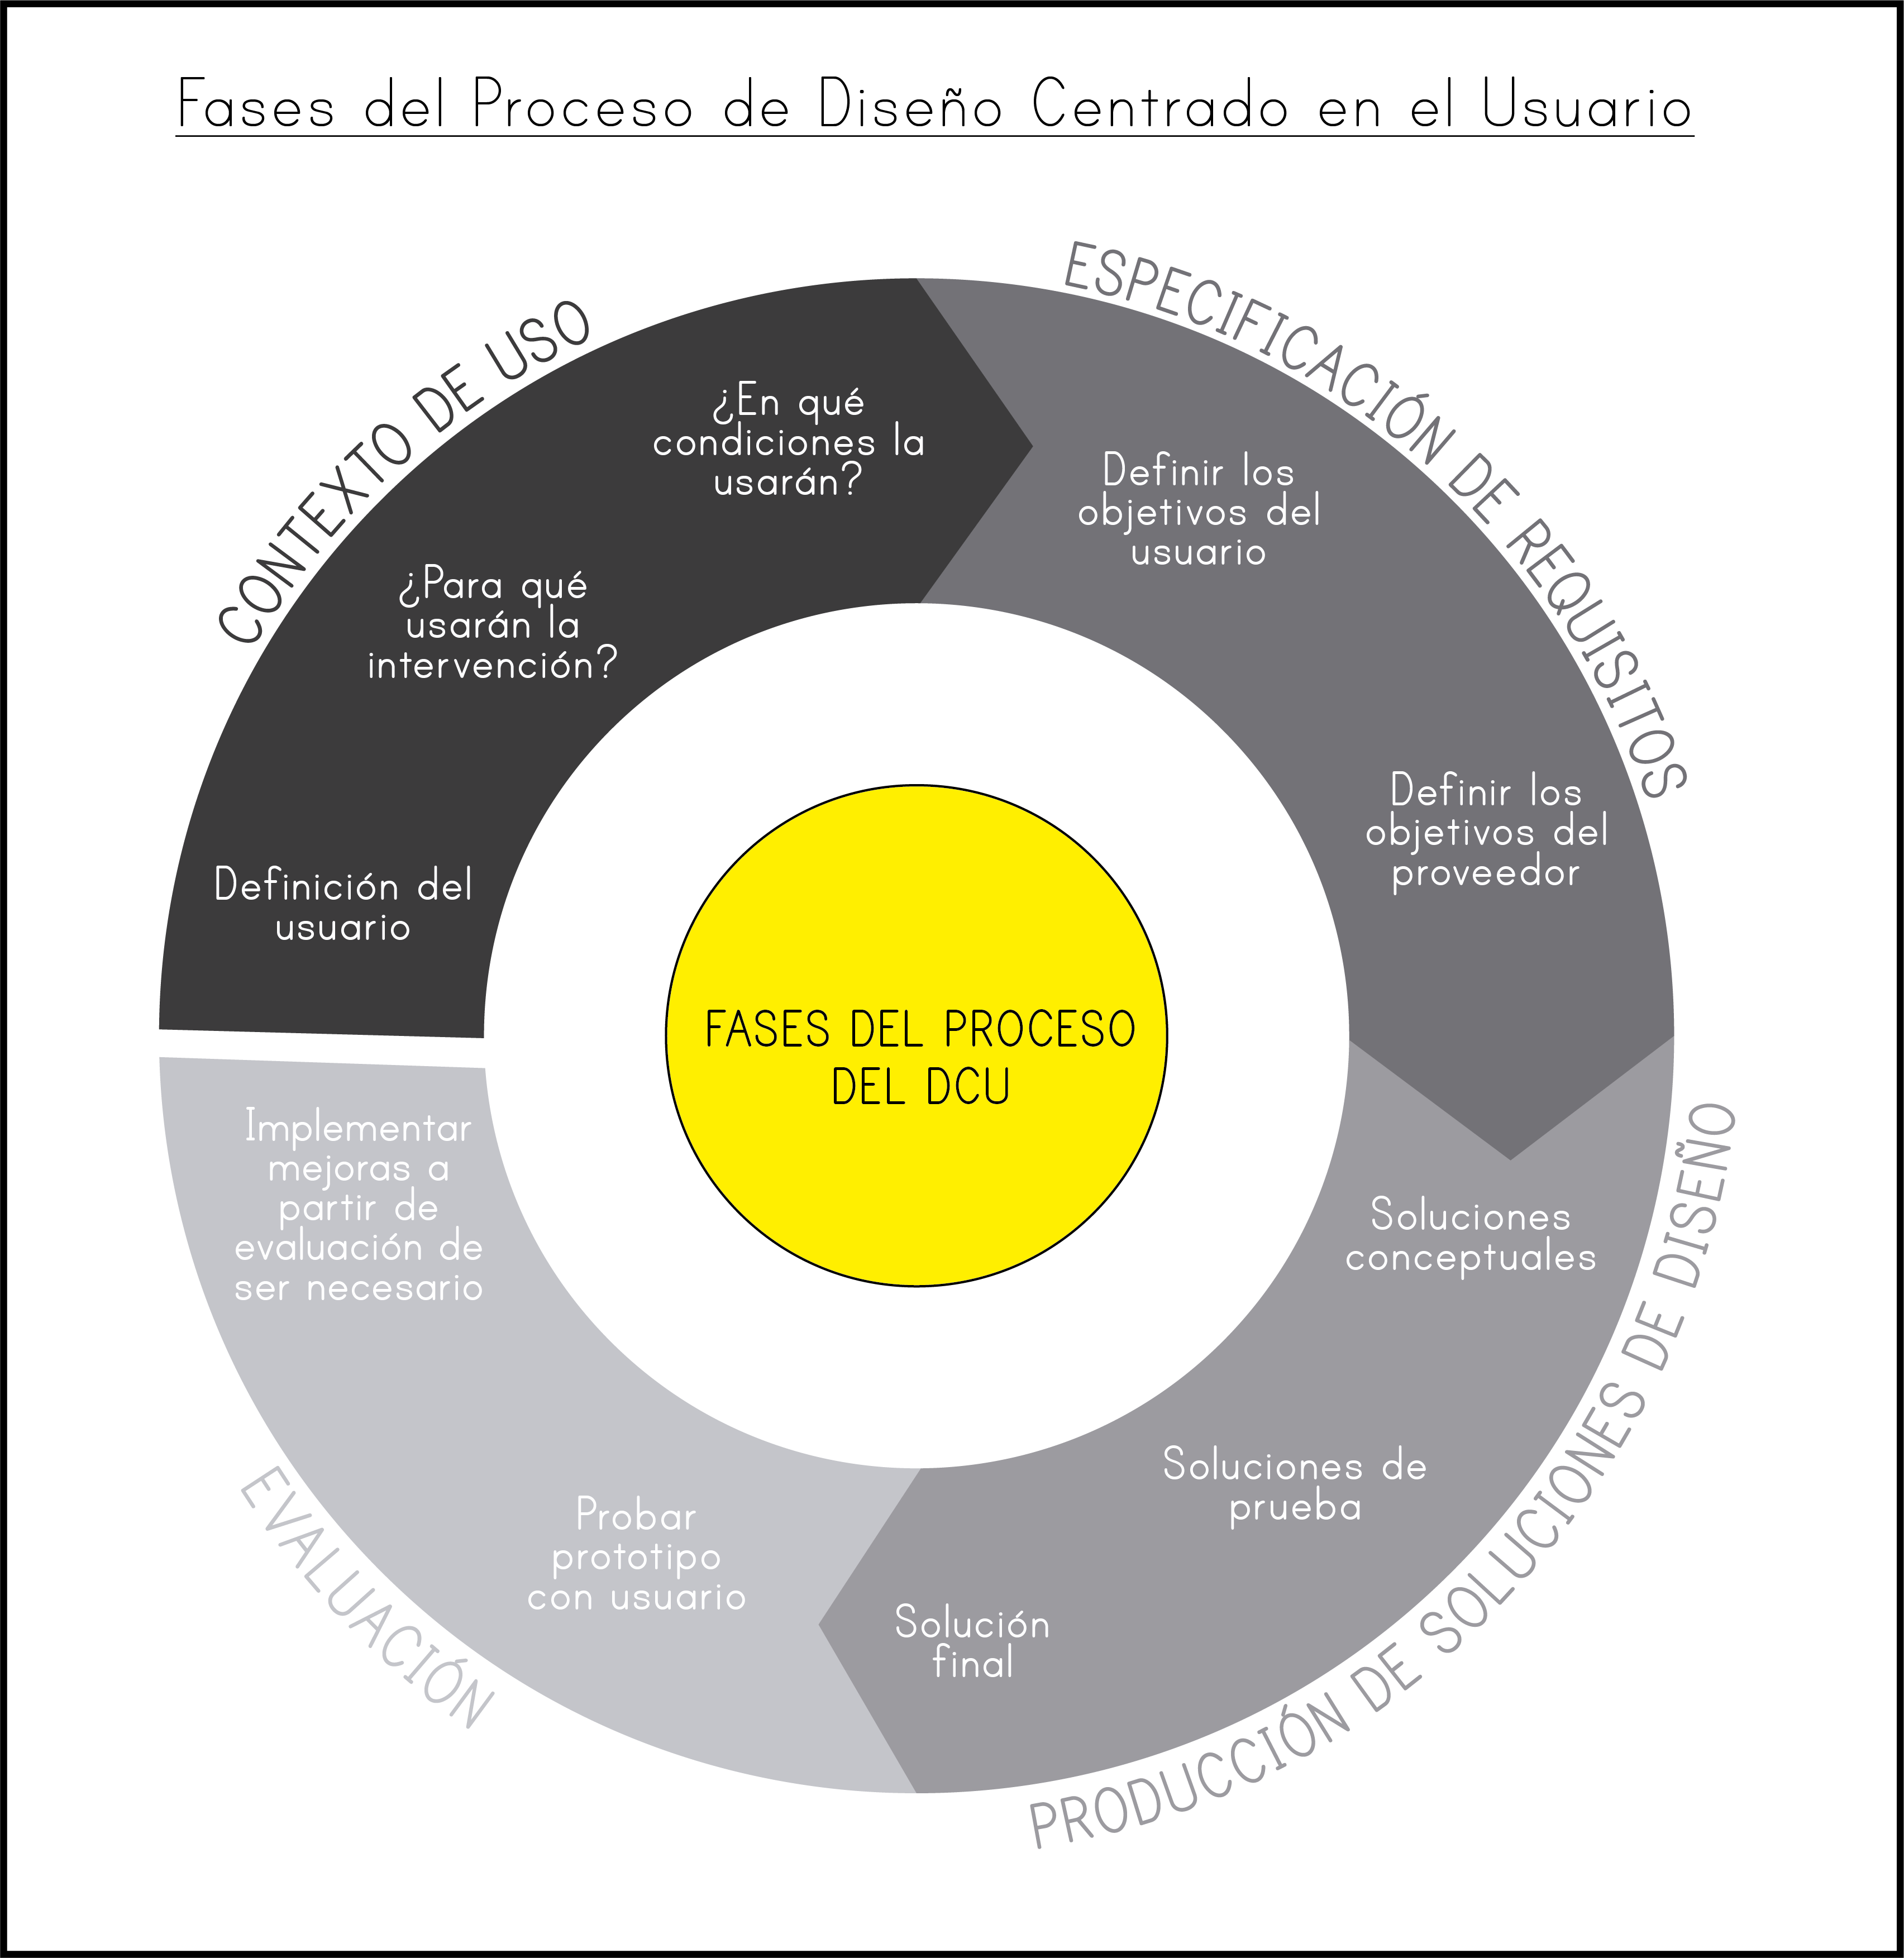 Fases del Proceso de Diseño Centrado en el Usuario
CONTEXTO DE USO
Definición del
usuario
¿Para qué
usarán la
intervención?
¿En qué
condiciones la
usarán?
ESPECIFICACIÓN DE REQUISITOS
Definir los
objetivos del
usuario
Definir los
objetivos del
proveedor
PRODUCCIÓN DE SOLUCIONES DE DISEÑO
Soluciones
conceptuales
Soluciones de
prueba
Solución
final
EVALUACIÓN
Probar
prototipo
con usuario
Implementar
mejoras a
partir de
evaluación de
ser necesario
FASES DEL PROCESO
DEL DCU